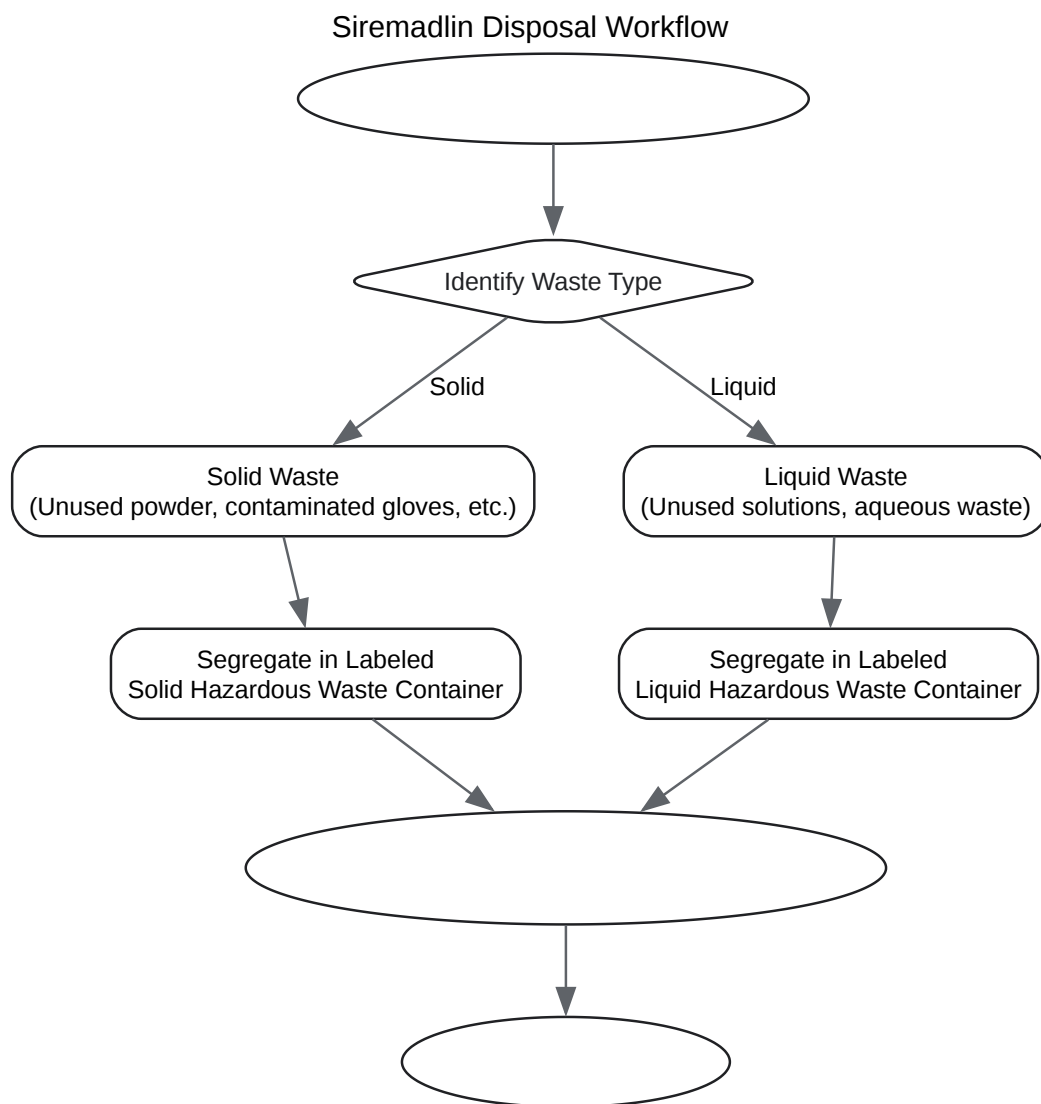 Siremadlin Disposal Workflow
Identify Waste Type
Solid
Liquid
Solid Waste
(Unused powder, contaminated gloves, etc.)
Liquid Waste
(Unused solutions, aqueous waste)
Segregate in Labeled
Solid Hazardous Waste Container
Segregate in Labeled
Liquid Hazardous Waste Container